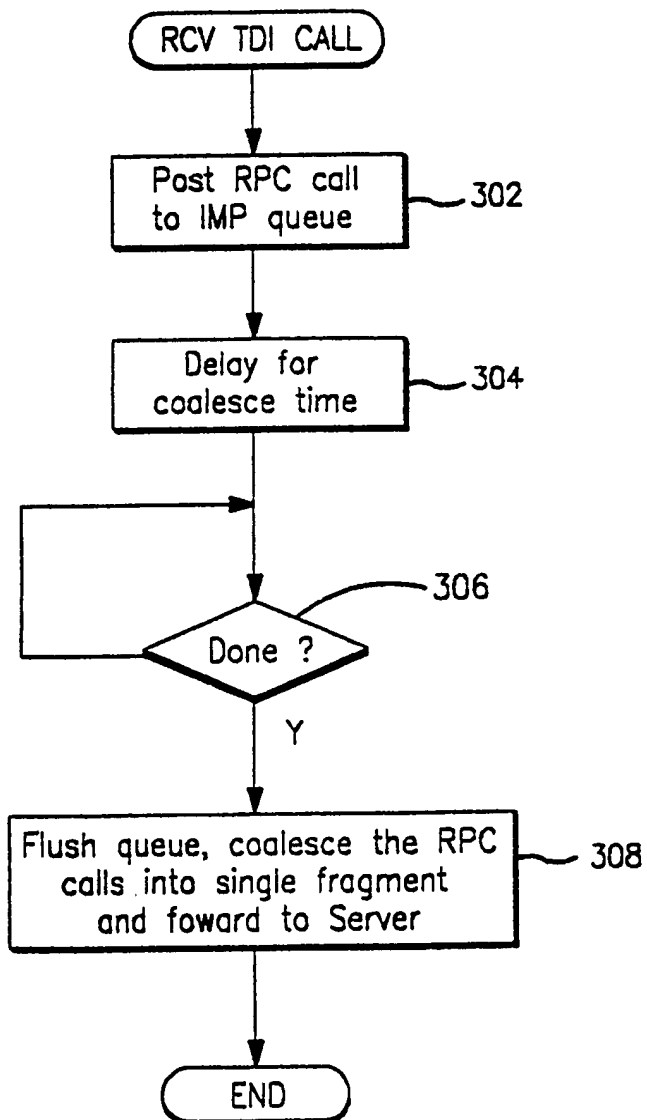 RCV TDI CALL
Post RPC call
to IMP queue
302
Delay for
coalesce time
304
306
Done ?
Y
Flush queue, coalesce the RPC
calls into single fragment
and foward to Server
308
END